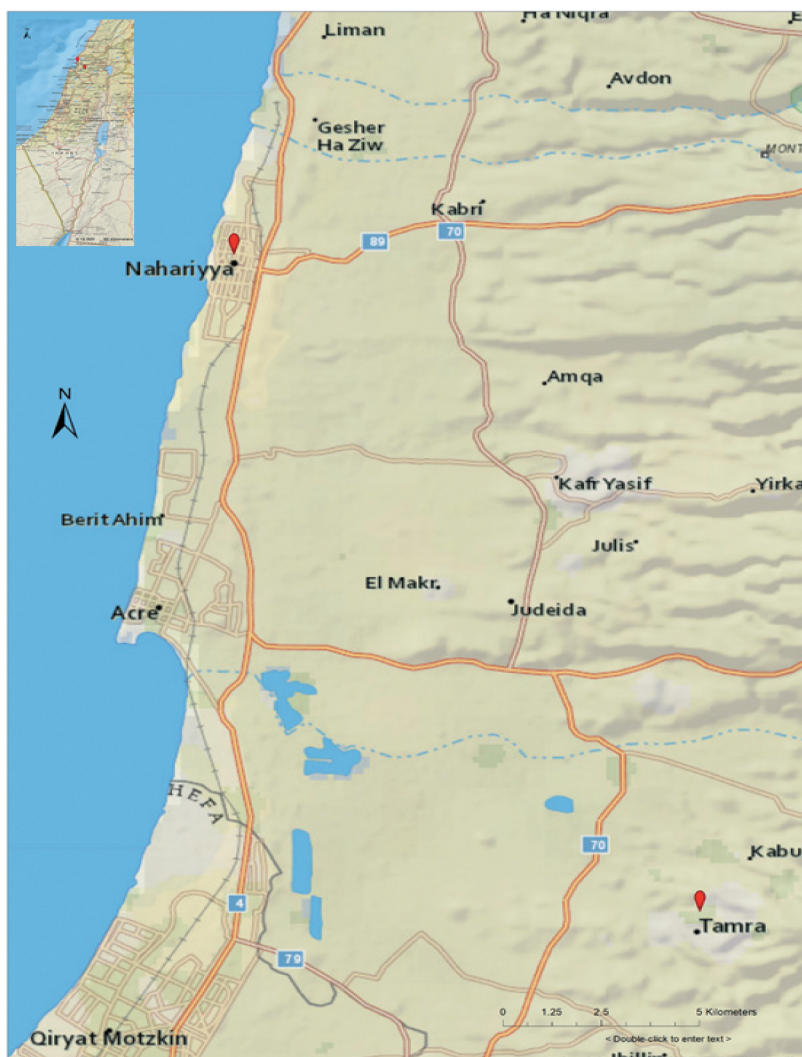 Liman
Ha Niqra
Avdon
Gesher
Ha Ziw
MONT
Kabri
89
70
Nahariyya
N
Amqa
Kafr Yasif
Yirka
Berit Ahim
Julis
El Makr
Judeida
Acre
HEFA
70
Kabu
4
Tamra
79
0 1.25 2.5 5 Kilometers
Qiryat Motzkin
< Double-click to enter text >